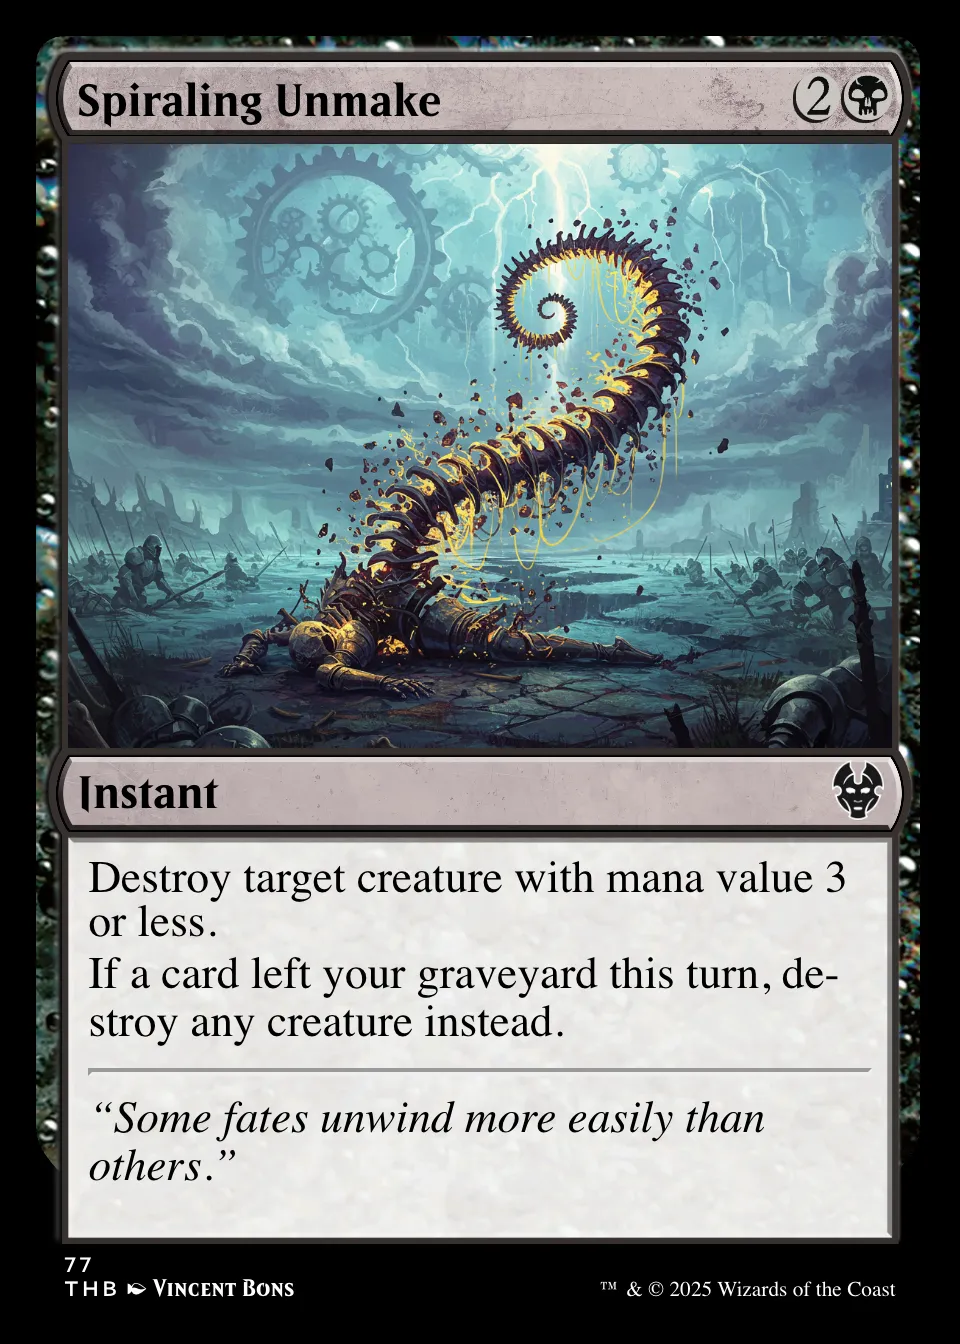 Spiraling Unmake 2
Instant
Destroy target creature with mana value 3
or less.
If a card left your graveyard this turn, de-
stroy any creature instead.
“Some fates unwind more easily than
others.”
77
THB VINCENT BONS
™ & © 2025 Wizards of the Coast